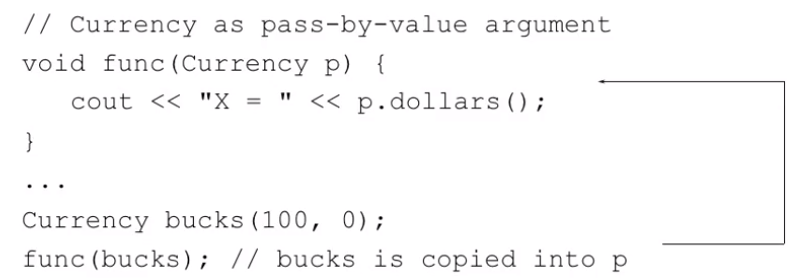 // Currency as pass-by-value argument
void func(Currency p) {
   cout << "X = " << p.dollars();
}
...
Currency bucks(100, 0);
func(bucks); // bucks is copied into p